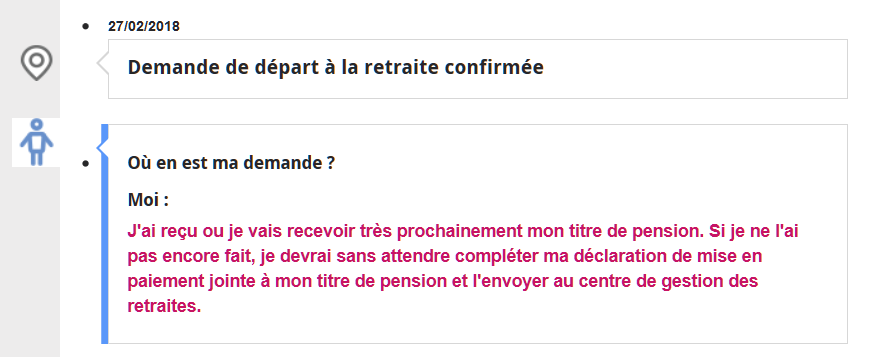 27/02/2018
Demande de départ à la retraite confirmée
Où en est ma demande ?
Moi :
J'ai reçu ou je vais recevoir très prochainement mon titre de pension. Si je ne l'ai
pas encore fait, je devrai sans attendre compléter ma déclaration de mise en
paiement jointe à mon titre de pension et l'envoyer au centre de gestion des
retraites.